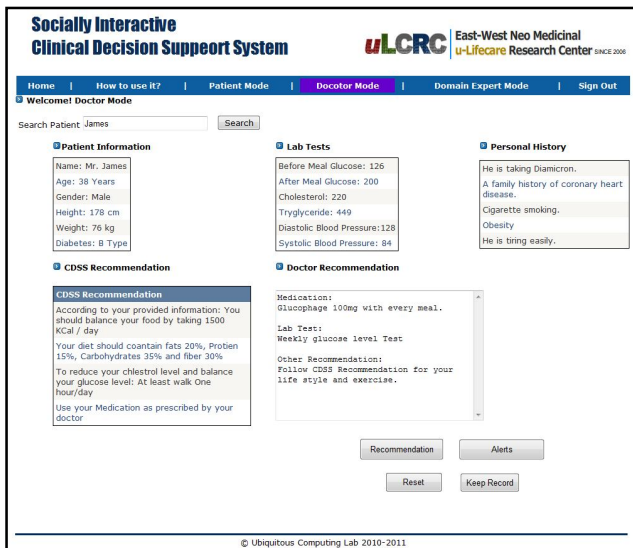 Socially Interactive
Clinical Decision Suppeort System
uLCRC
East-West Neo Medicinal
u-Lifecare Research Center SINCE 2006
Home | How to use it? | Patient Mode | Docotor Mode | Domain Expert Mode | Sign Out
Welcome! Doctor Mode
Search Patient James Search
Patient Information
Name: Mr. James
Age: 38 Years
Gender: Male
Height: 178 cm
Weight: 76 kg
Diabetes: B Type
Lab Tests
Before Meal Glucose: 126
After Meal Glucose: 200
Cholesterol: 220
Tryglyceride: 449
Diastolic Blood Pressure:128
Systolic Blood Pressure: 84
Personal History
He is taking Diamicron.
A family history of coronary heart
disease.
Cigarette smoking.
Obesity
He is tiring easily.
CDSS Recommendation
CDSS Recommendation
According to your provided information: You
should balance your food by taking 1500
KCal / day
Your diet should coantain fats 20%, Protien
15%, Carbohydrates 35% and fiber 30%
To reduce your chlestrol level and balance
your glucose level: At least walk One
hour/day
Use your Medication as prescribed by your
doctor
Doctor Recommendation
Medication:
Glucophage 100mg with every meal.
Lab Test:
Weekly glucose level Test
Other Recommendation:
Follow CDSS Recommendation for your
life style and exercise.
Recommendation
Alerts
Reset
Keep Record
© Ubiquitous Computing Lab 2010-2011